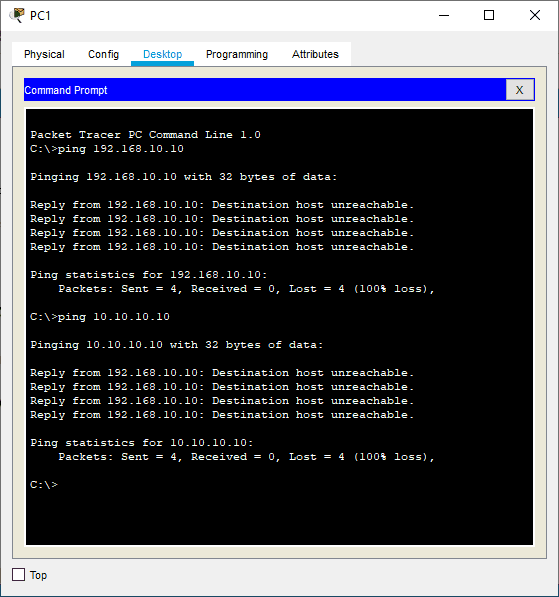 PC1
Physical Config Desktop Programming Attributes
Command Prompt X
Packet Tracer PC Command Line 1.0
C:\>ping 192.168.10.10
Pinging 192.168.10.10 with 32 bytes of data:
Reply from 192.168.10.10: Destination host unreachable.
Reply from 192.168.10.10: Destination host unreachable.
Reply from 192.168.10.10: Destination host unreachable.
Reply from 192.168.10.10: Destination host unreachable.
Ping statistics for 192.168.10.10:
    Packets: Sent = 4, Received = 0, Lost = 4 (100% loss),
C:\>ping 10.10.10.10
Pinging 10.10.10.10 with 32 bytes of data:
Reply from 192.168.10.10: Destination host unreachable.
Reply from 192.168.10.10: Destination host unreachable.
Reply from 192.168.10.10: Destination host unreachable.
Reply from 192.168.10.10: Destination host unreachable.
Ping statistics for 10.10.10.10:
    Packets: Sent = 4, Received = 0, Lost = 4 (100% loss),
C:\>
Top